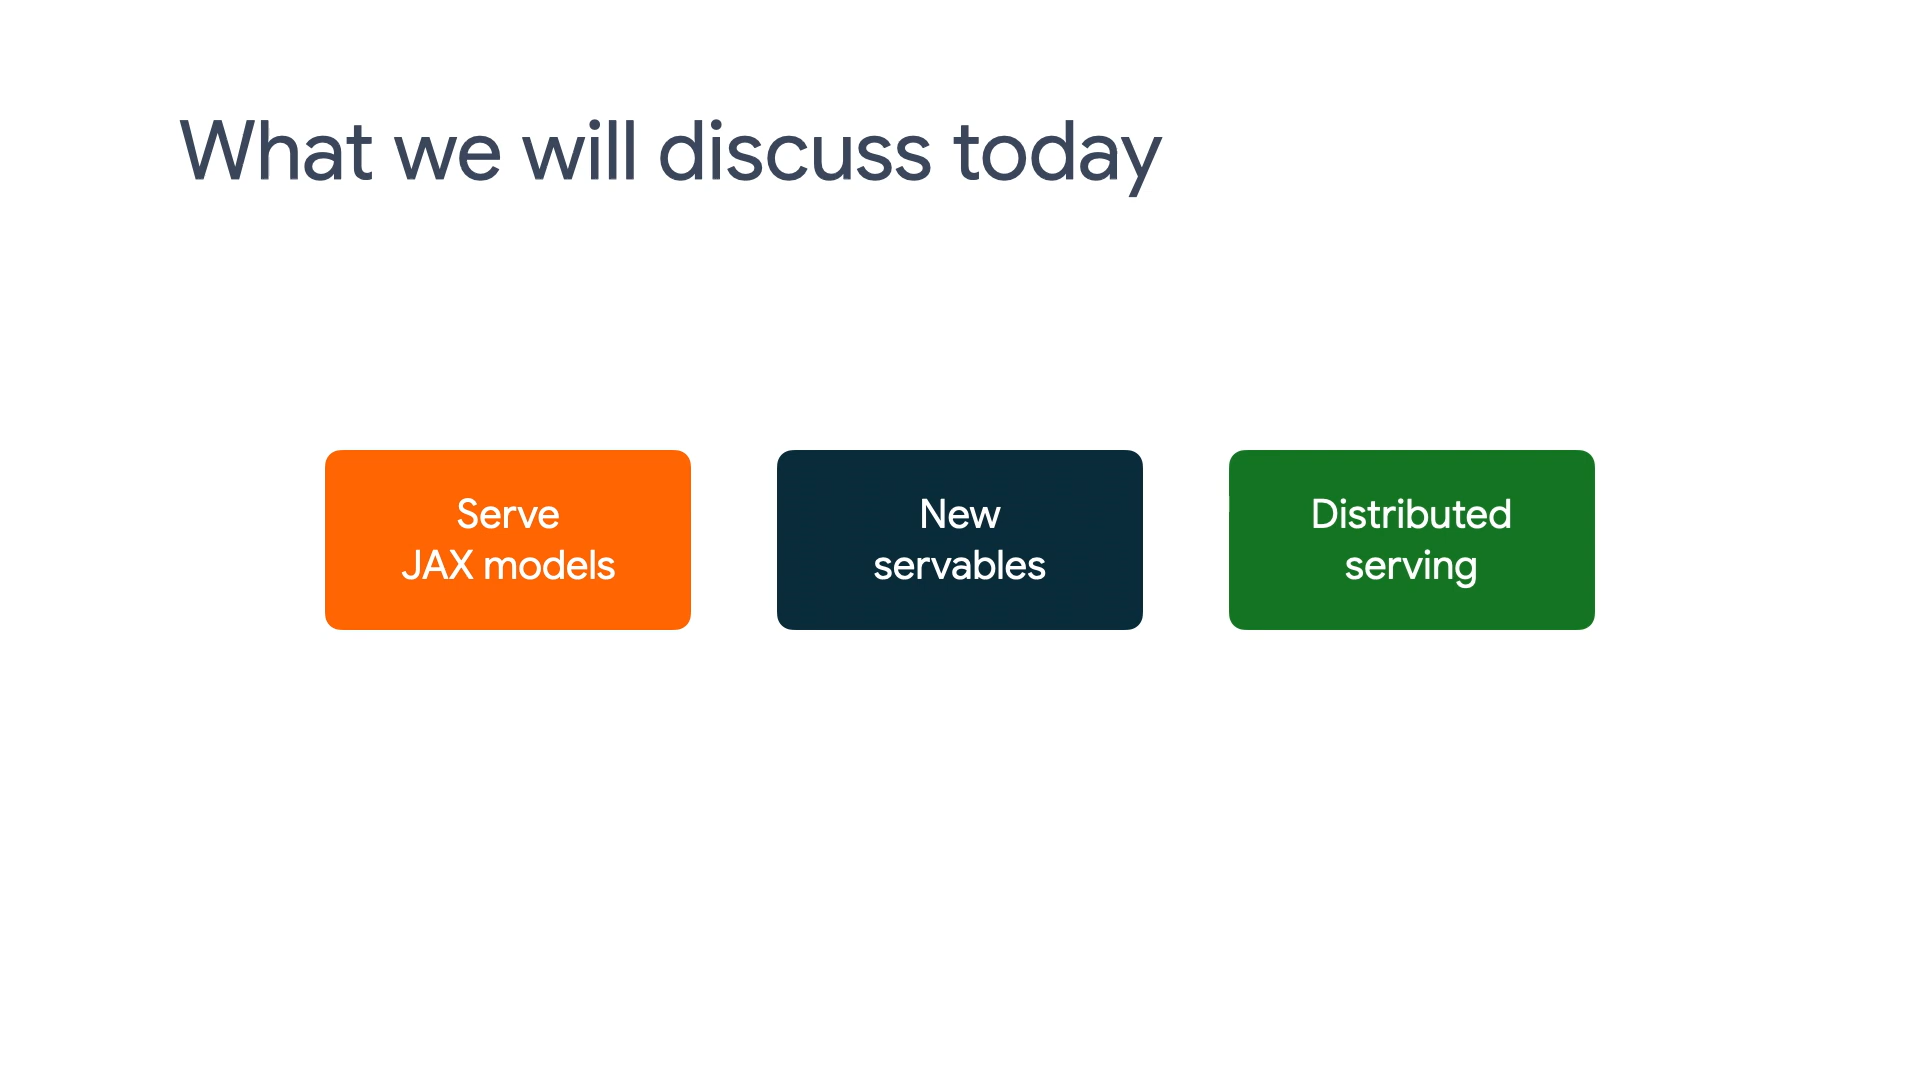 What we will discuss today
Serve
JAX models
New
servables
Distributed
serving